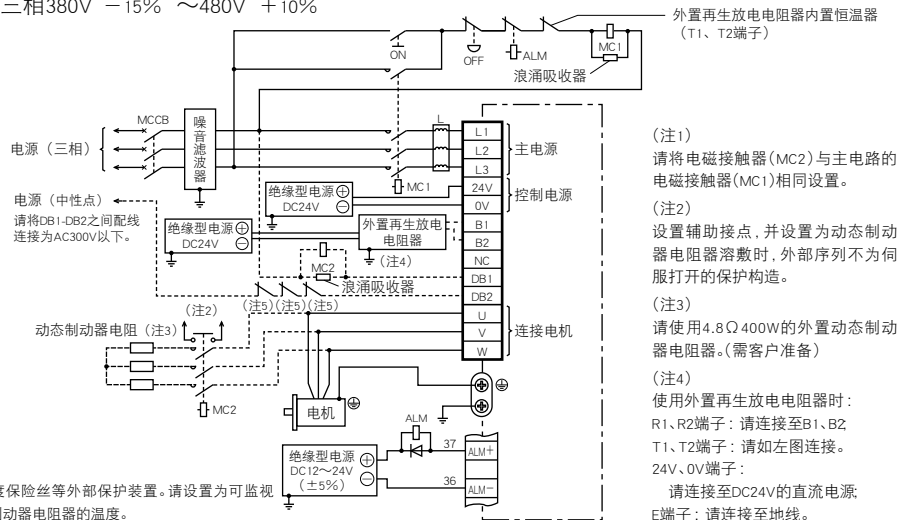 三相380V －15% ～480V ＋10%
外置再生放电电阻器内置恒温器
（T1、T2端子）
ON
OFF
ALM
MC1
浪涌吸收器
MCCB
噪音滤波器
L
L1
电源（三相）
L2
主电源
L3
MC1
24V
控制电源
0V
绝缘型电源
DC24V
电源（中性点）
请将DB1-DB2之间配线
连接为AC300V以下。
绝缘型电源
DC24V
外置再生放电
电阻器
（注4）
B1
B2
NC
MC2
浪涌吸收器
DB1
DB2
（注5）（注5）（注5）
（注2）
U
动态制动器电阻（注3）
V
连接电机
W
MC2
电机
ALM
绝缘型电源
DC12～24V
（±5%）
37
ALM＋
36
ALM－
度保险丝等外部保护装置。请设置为可监视
制动器电阻器的温度。
（注1）
请将电磁接触器（MC2）与主电路的
电磁接触器（MC1）相同设置。
（注2）
设置辅助接点，并设置为动态制动
器电阻器溶敷时，外部序列不为伺
服打开的保护构造。
（注3）
请使用4.8Ω400W的外置动态制动
器电阻器。（需客户准备）
（注4）
使用外置再生放电电阻器时：
R1、R2端子：请连接至B1、B2
T1、T2端子：请如左图连接。
24V、0V端子：
请连接至DC24V的直流电源；
E端子：请连接至地线。